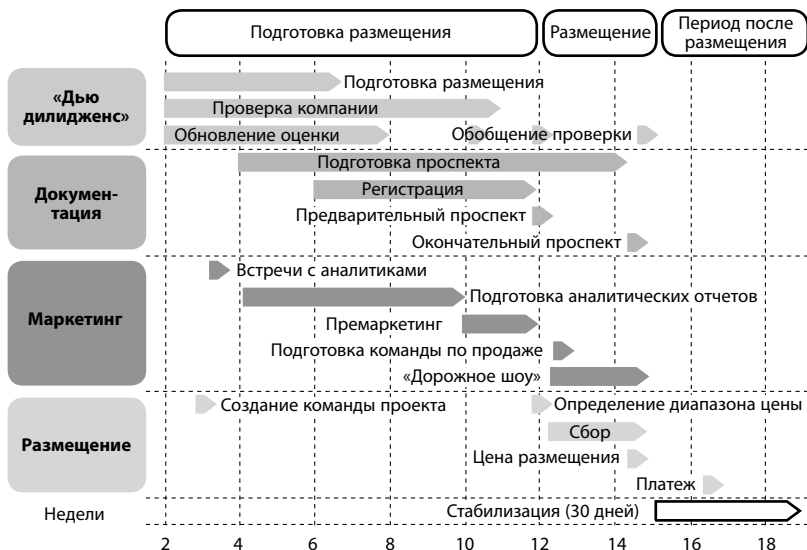 Подготовка размещения
Размещение
Период после
размещения
«Дью
дилидженс»
Подготовка размещения
Проверка компании
Обновление оценки
Обобщение проверки
Докумен-
тация
Подготовка проспекта
Регистрация
Предварительный проспект
Окончательный проспект
Маркетинг
Встречи с аналитиками
Подготовка аналитических отчетов
Премаркетинг
Подготовка команды по продаже
«Дорожное шоу»
Размещение
Создание команды проекта
Определение диапазона цены
Сбор
Цена размещения
Платеж
Недели
Стабилизация (30 дней)
2 4 6 8 10 12 14 16 18